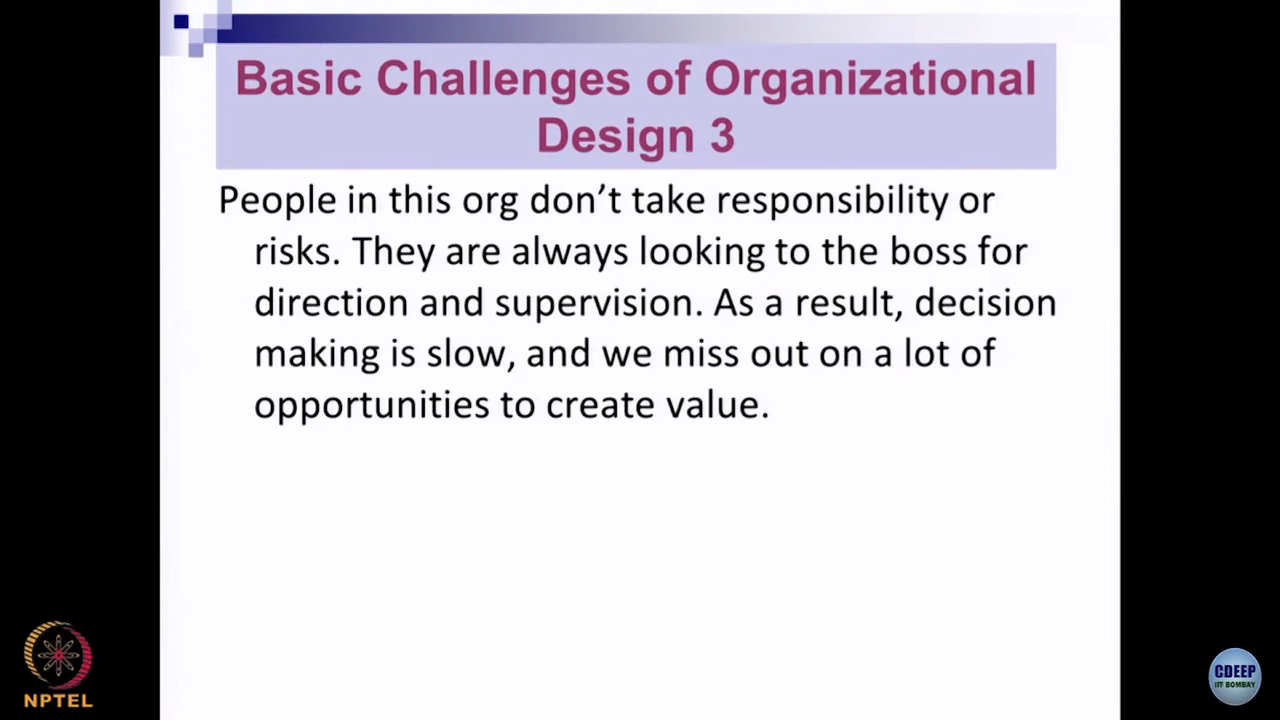 Basic Challenges of Organizational
Design 3
People in this org don’t take responsibility or
risks. They are always looking to the boss for
direction and supervision. As a result, decision
making is slow, and we miss out on a lot of
opportunities to create value.
NPTEL
CDEEP
IIT BOMBAY